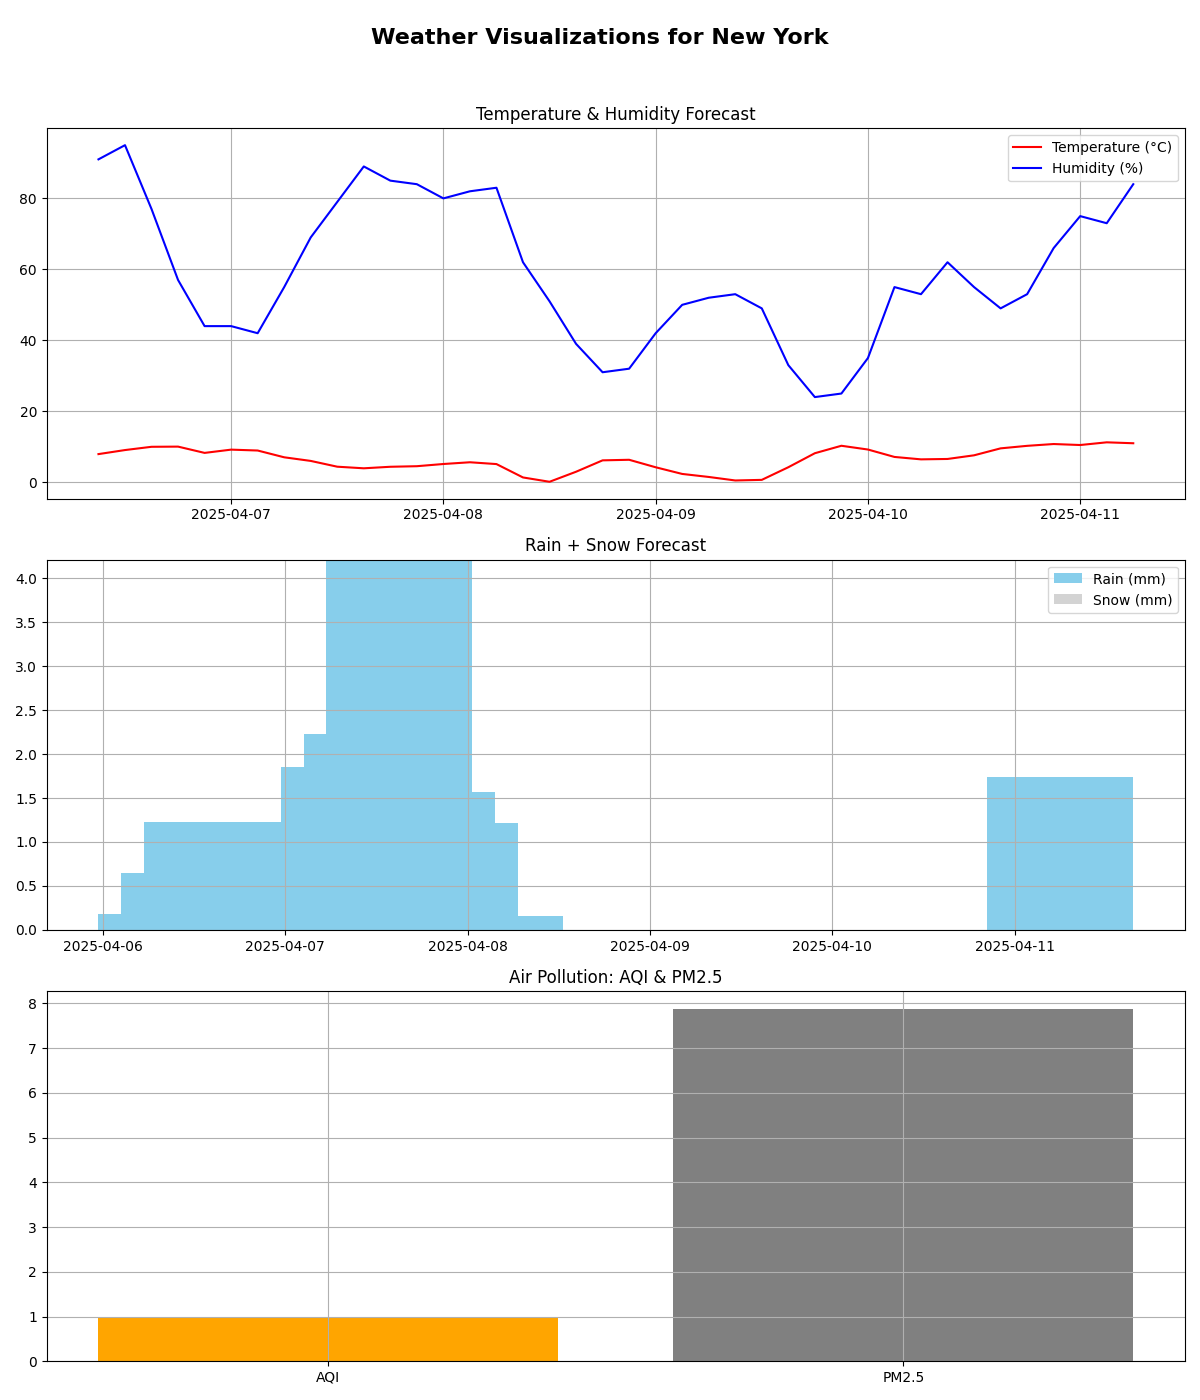 Weather Visualizations for New York
Temperature & Humidity Forecast
Temperature (°C)
Humidity (%)
80
60
40
20
0
2025-04-07 2025-04-08 2025-04-09 2025-04-10 2025-04-11
Rain + Snow Forecast
Rain (mm)
Snow (mm)
4.0
3.5
3.0
2.5
2.0
1.5
1.0
0.5
0.0
2025-04-06 2025-04-07 2025-04-08 2025-04-09 2025-04-10 2025-04-11
Air Pollution: AQI & PM2.5
8
7
6
5
4
3
2
1
0
AQI PM2.5